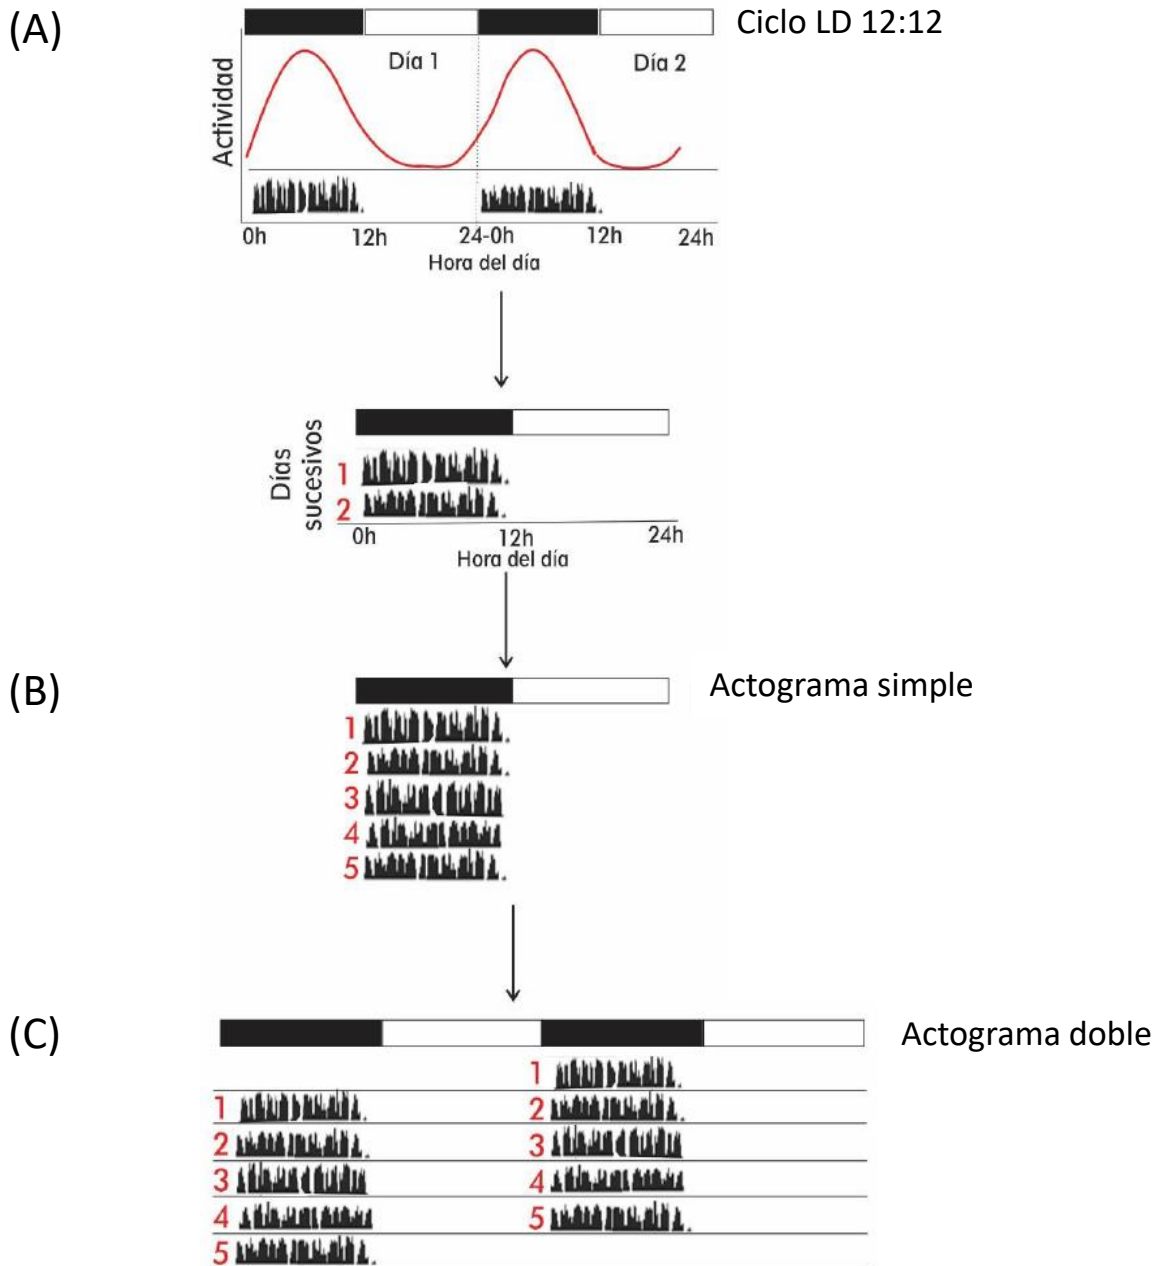 (A)
Ciclo LD 12:12
Día 1
Día 2
Actividad
0h 12h 24-0h 12h 24h
Hora del día
Días
sucesivos
1
2
0h 12h 24h
Hora del día
(B)
Actograma simple
1
2
3
4
5
(C)
Actograma doble
1
1 2
2 3
3 4
4 5
5